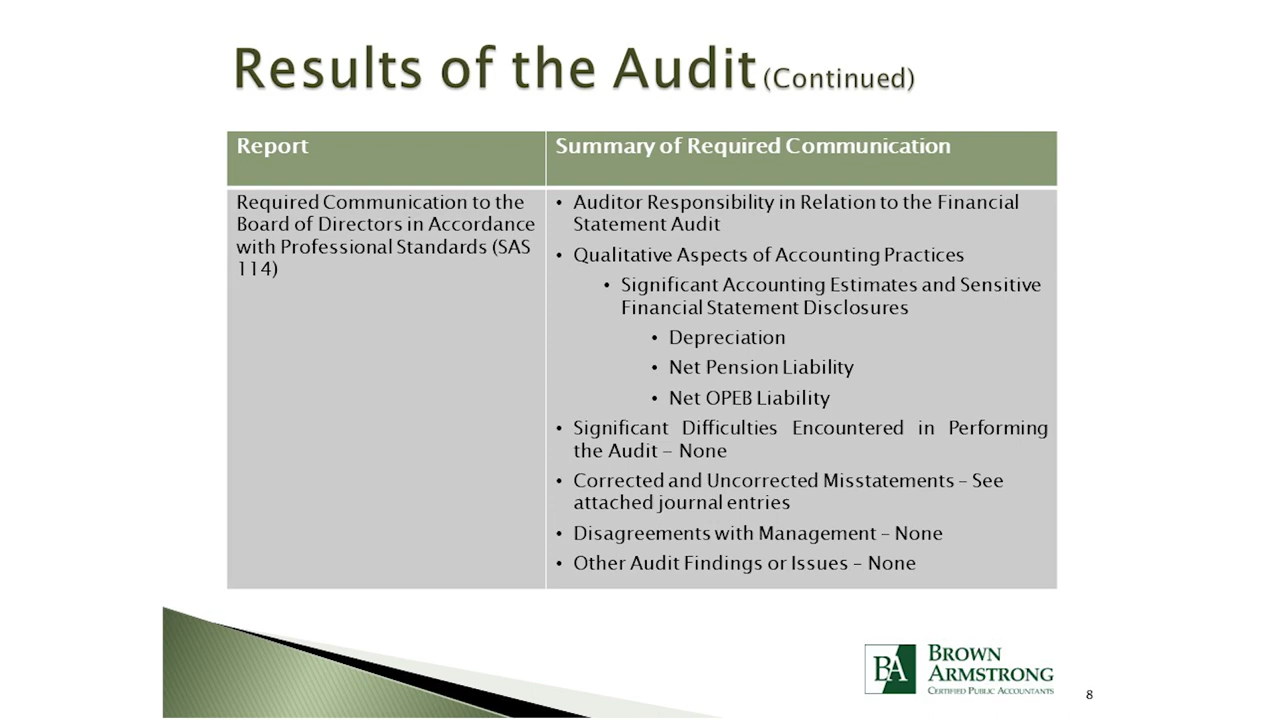 Results of the Audit (Continued)
Report
Summary of Required Communication
Required Communication to the
Board of Directors in Accordance
with Professional Standards (SAS
114)
• Auditor Responsibility in Relation to the Financial
Statement Audit
• Qualitative Aspects of Accounting Practices
• Significant Accounting Estimates and Sensitive
Financial Statement Disclosures
• Depreciation
• Net Pension Liability
• Net OPEB Liability
• Significant Difficulties Encountered in Performing
the Audit – None
• Corrected and Uncorrected Misstatements – See
attached journal entries
• Disagreements with Management – None
• Other Audit Findings or Issues – None
BA
BROWN
ARMSTRONG
CERTIFIED PUBLIC ACCOUNTANTS
8